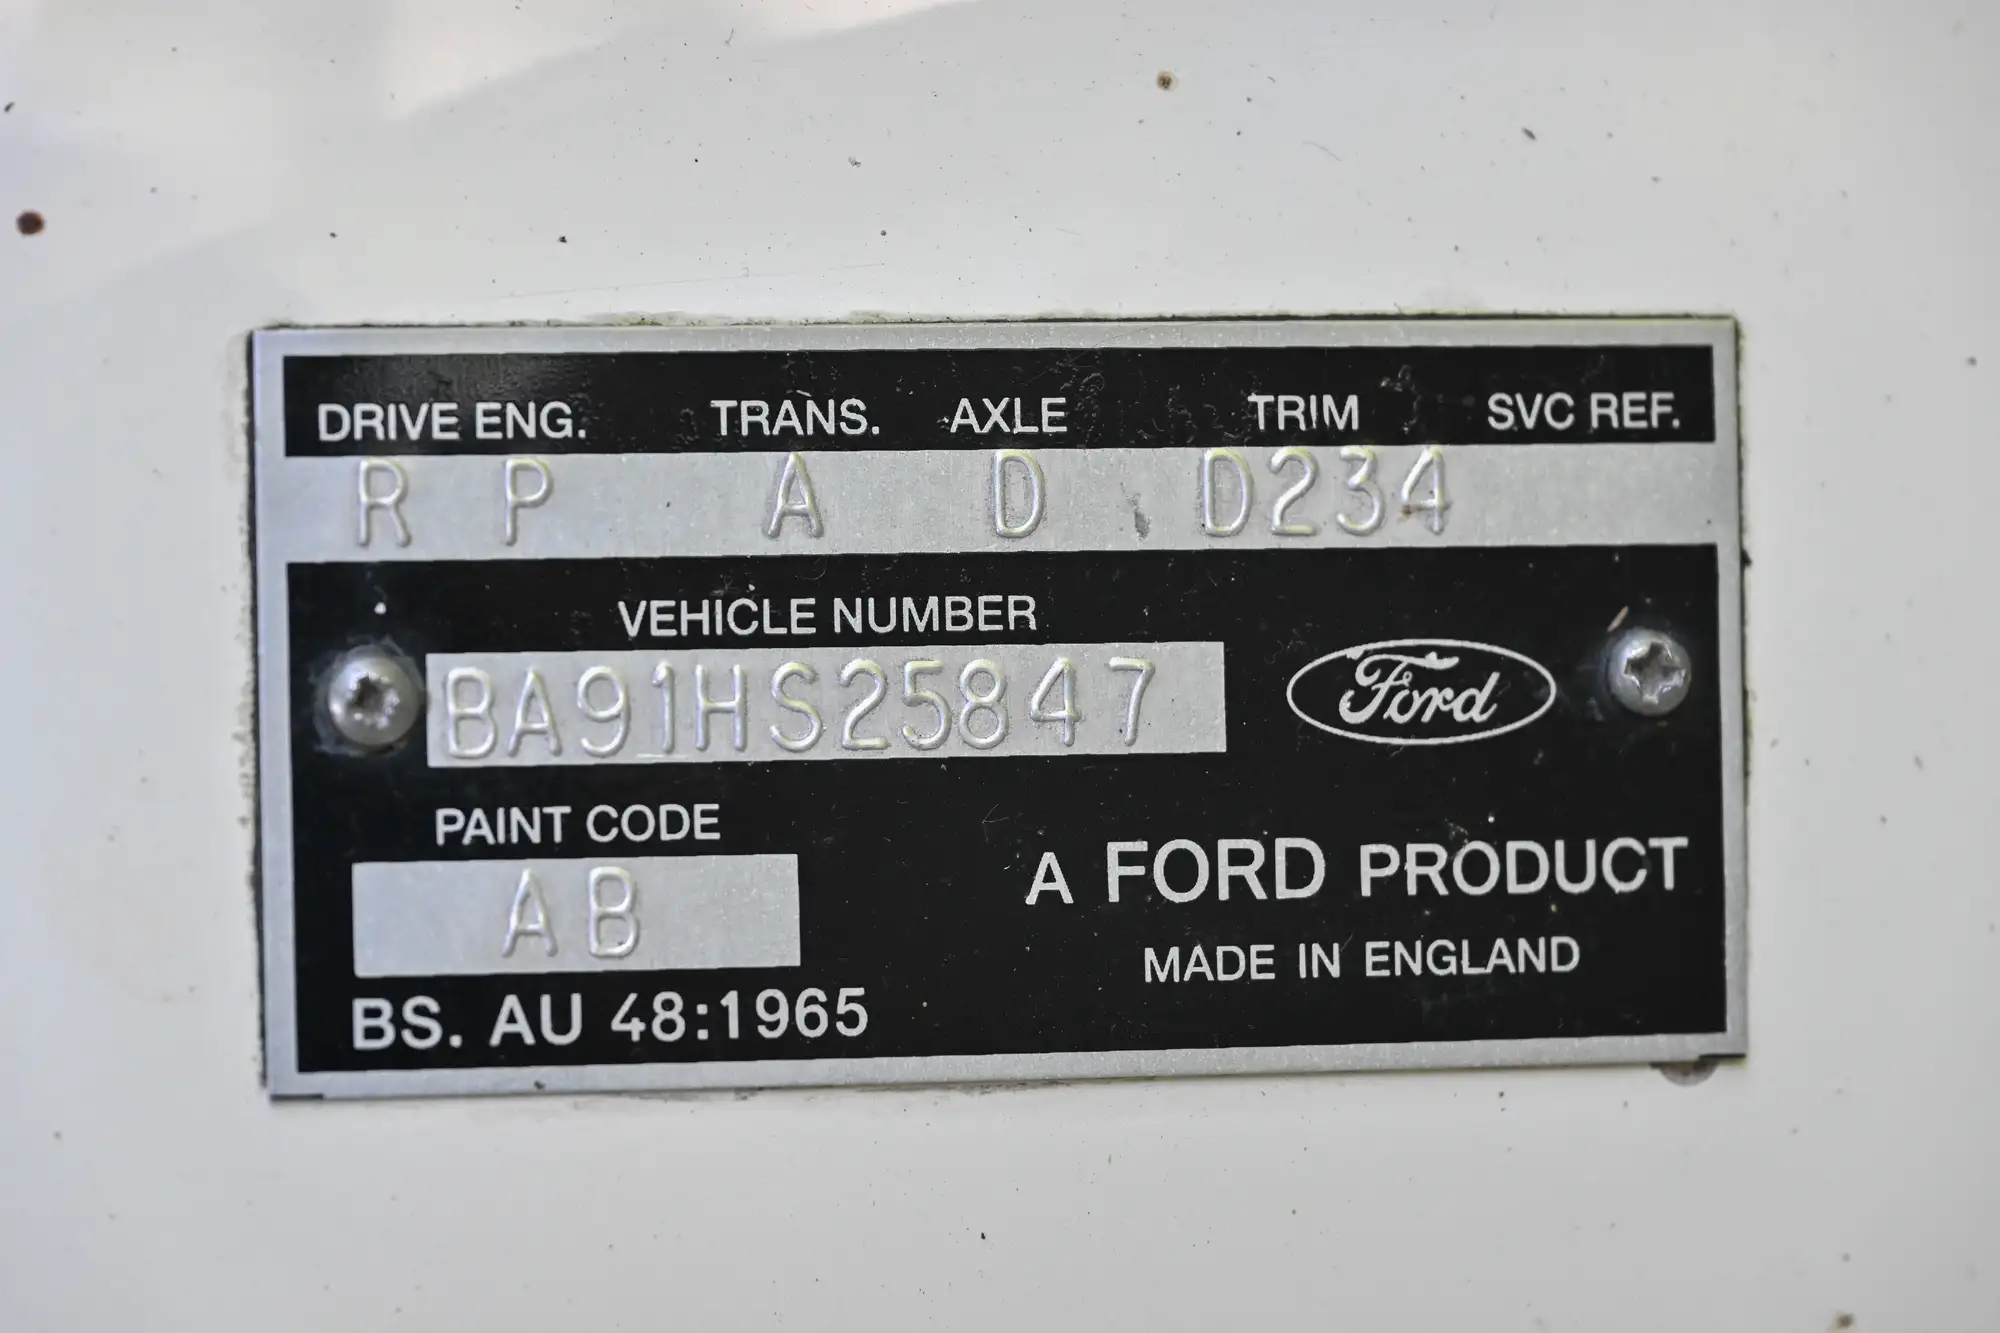 DRIVE ENG. TRANS. AXLE TRIM SVC REF.
R P A D D234
VEHICLE NUMBER
BA91HS25847
Ford
PAINT CODE
AB
A FORD PRODUCT
MADE IN ENGLAND
BS. AU 48:1965